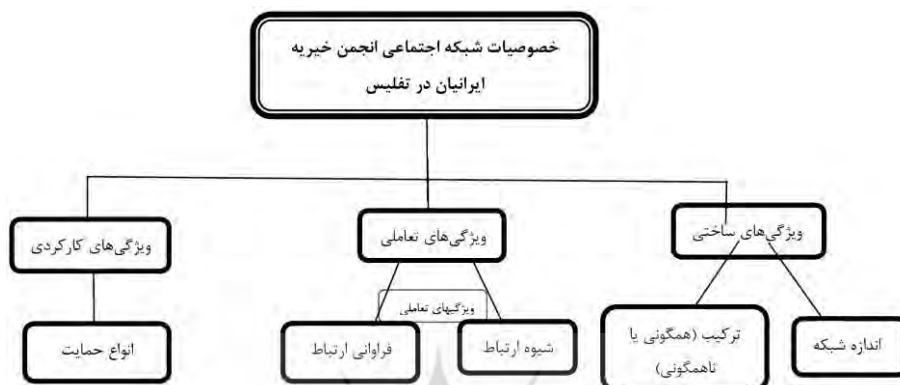 خصوصیات شبکه اجتماعی انجمن خیریه
ایرانیان در تفلیس
ویژگی‌های ساختی
ویژگی‌های تعاملی
ویژگی‌های کارکردی
ویژگیهای تعاملی
اندازه شبکه
ترکیب (همگونی یا
ناهمگونی)
شیوه ارتباط
فراوانی ارتباط
انواع حمایت